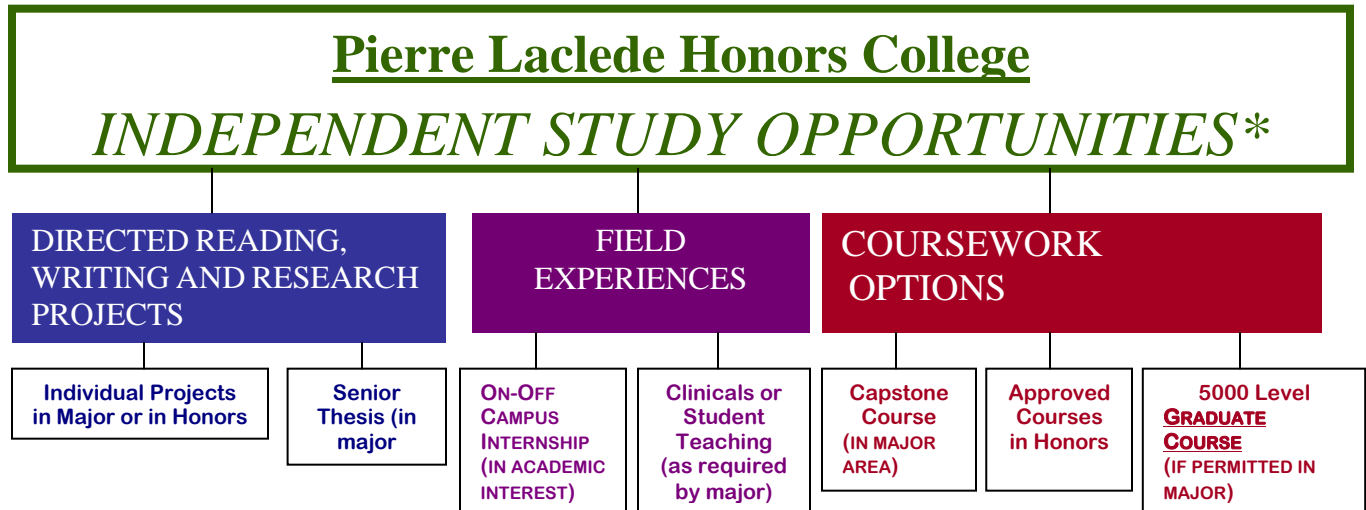 Pierre Laclede Honors College
INDEPENDENT STUDY OPPORTUNITIES*
DIRECTED READING,
WRITING AND RESEARCH
PROJECTS
FIELD
EXPERIENCES
COURSEWORK
OPTIONS
Individual Projects
in Major or in Honors
Senior
Thesis (in
major
ON-OFF
CAMPUS
INTERNSHIP
(IN ACADEMIC
INTEREST)
Clinicals or
Student
Teaching
(as required
by major)
Capstone
Course
(IN MAJOR
AREA)
Approved
Courses
in Honors
5000 Level
GRADUATE
COURSE
(IF PERMITTED IN
MAJOR)